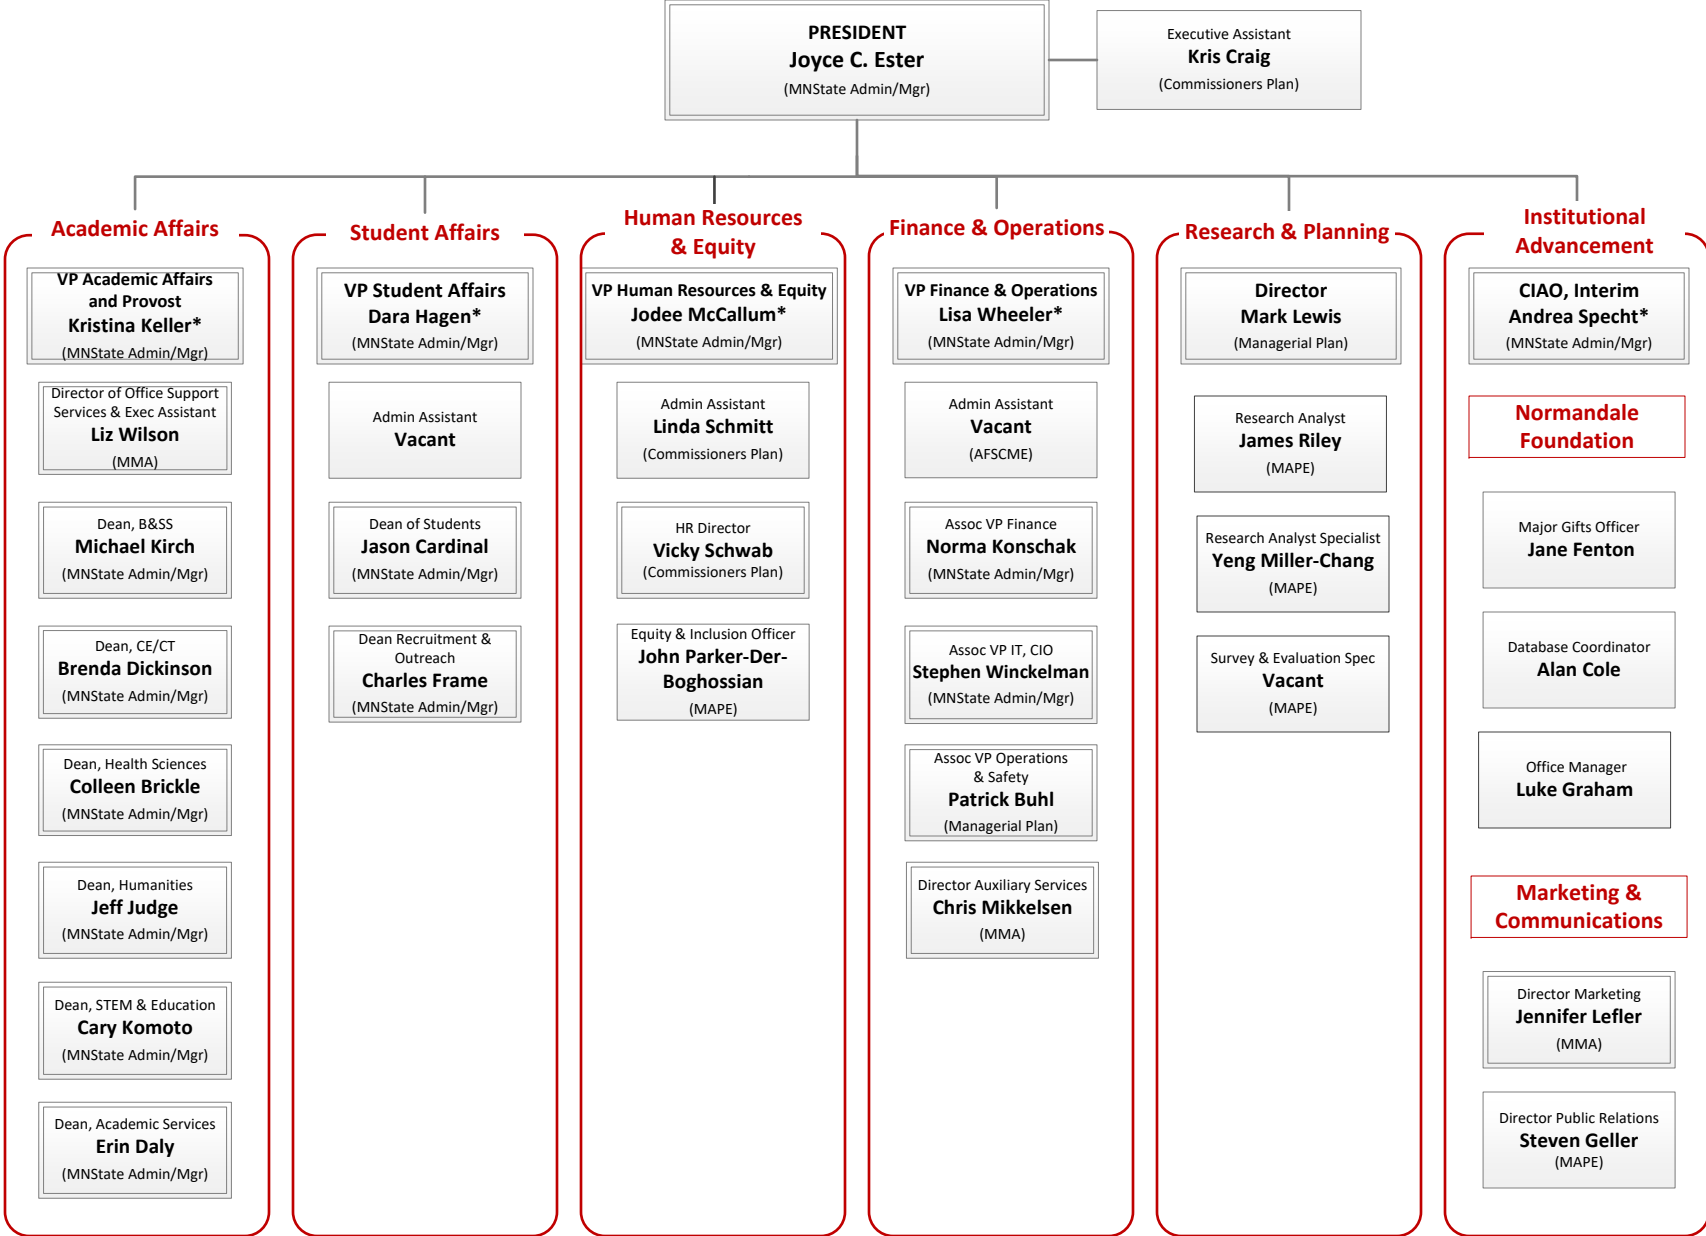 PRESIDENT
Joyce C. Ester
(MNState Admin/Mgr)
Executive Assistant
Kris Craig
(Commissioners Plan)
Academic Affairs
VP Academic Affairs
and Provost
Kristina Keller*
(MNState Admin/Mgr)
Director of Office Support
Services & Exec Assistant
Liz Wilson
(MMA)
Dean, B&SS
Michael Kirch
(MNState Admin/Mgr)
Dean, CE/CT
Brenda Dickinson
(MNState Admin/Mgr)
Dean, Health Sciences
Colleen Brickle
(MNState Admin/Mgr)
Dean, Humanities
Jeff Judge
(MNState Admin/Mgr)
Dean, STEM & Education
Cary Komoto
(MNState Admin/Mgr)
Dean, Academic Services
Erin Daly
(MNState Admin/Mgr)
Student Affairs
VP Student Affairs
Dara Hagen*
(MNState Admin/Mgr)
Admin Assistant
Vacant
Dean of Students
Jason Cardinal
(MNState Admin/Mgr)
Dean Recruitment &
Outreach
Charles Frame
(MNState Admin/Mgr)
Human Resources
& Equity
VP Human Resources & Equity
Jodee McCallum*
(MNState Admin/Mgr)
Admin Assistant
Linda Schmitt
(Commissioners Plan)
HR Director
Vicky Schwab
(Commissioners Plan)
Equity & Inclusion Officer
John Parker-Der-
Boghossian
(MAPE)
Finance & Operations
VP Finance & Operations
Lisa Wheeler*
(MNState Admin/Mgr)
Admin Assistant
Vacant
(AFSCME)
Assoc VP Finance
Norma Konschak
(MNState Admin/Mgr)
Assoc VP IT, CIO
Stephen Winckelman
(MNState Admin/Mgr)
Assoc VP Operations
& Safety
Patrick Buhl
(Managerial Plan)
Director Auxiliary Services
Chris Mikkelsen
(MMA)
Research & Planning
Director
Mark Lewis
(Managerial Plan)
Research Analyst
James Riley
(MAPE)
Research Analyst Specialist
Yeng Miller-Chang
(MAPE)
Survey & Evaluation Spec
Vacant
(MAPE)
Institutional
Advancement
CIAO, Interim
Andrea Specht*
(MNState Admin/Mgr)
Normandale
Foundation
Major Gifts Officer
Jane Fenton
Database Coordinator
Alan Cole
Office Manager
Luke Graham
Marketing &
Communications
Director Marketing
Jennifer Lefler
(MMA)
Director Public Relations
Steven Geller
(MAPE)